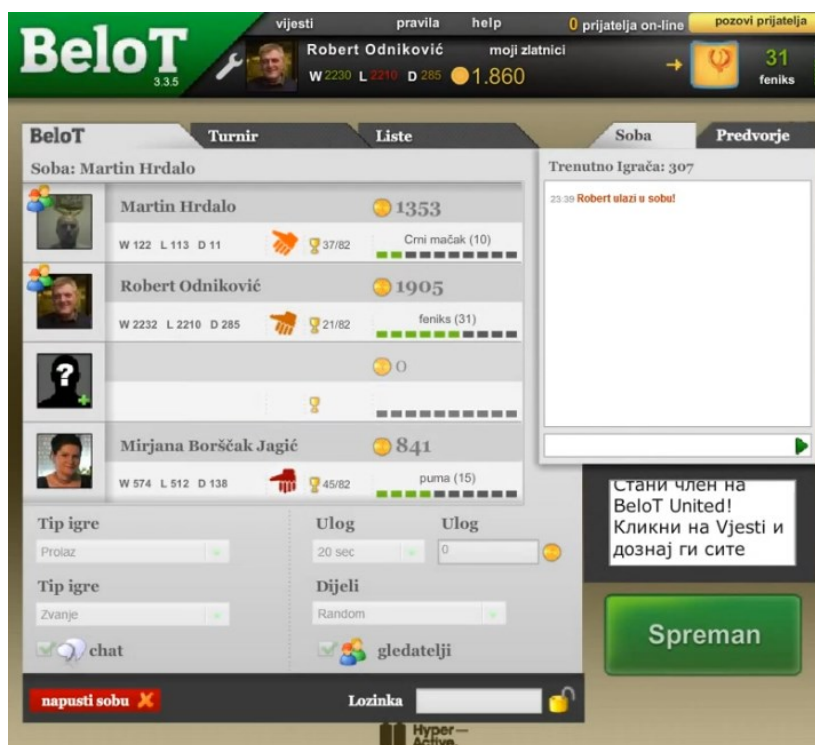 vijesti pravila help 0 prijatelja on-line pozovi prijatelja
BeloT
3.3.5
Robert Odniković moji zlatnici
W 2230 L 2210 D 285 1.860
31
feniks
BeloT Turnir Liste Soba Predvorje
Soba: Martin Hrdalo
Trenutno Igrača: 307
23:39 Robert ulazi u sobu!
Martin Hrdalo 1353
W 122 L 113 D 11 37/82 Crni mačak (10)
Robert Odniković 1905
W 2232 L 2210 D 285 21/82 feniks (31)
?
0
Mirjana Borščak Jagić 841
W 574 L 512 D 138 45/82 puma (15)
Стани член на
BeloT United!
Кликни на Vjesti и
дознај ги сите
Tip igre Ulog Ulog
Prolaz 20 sec 0
Tip igre Dijeli
Zvanje Random
chat gledatelji
Spreman
napusti sobu Lozinka
Hyper—
Active.